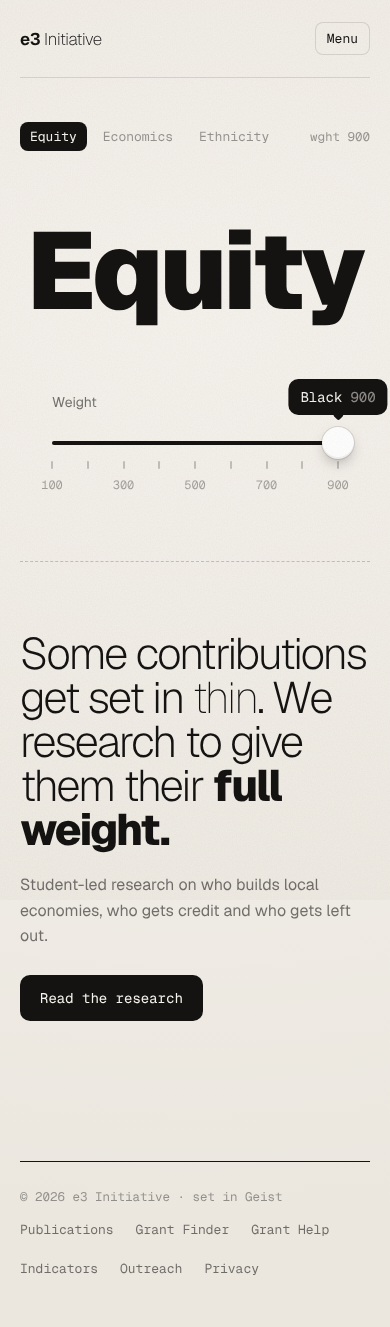 e3 Initiative Menu
Equity Economics Ethnicity wght 900
Equity
Weight Black 900
100 300 500 700 900
Some contributions
get set in thin. We
research to give
them their full
weight.
Student-led research on who builds local
economies, who gets credit and who gets left
out.
Read the research
© 2026 e3 Initiative · set in Geist
Publications Grant Finder Grant Help
Indicators Outreach Privacy